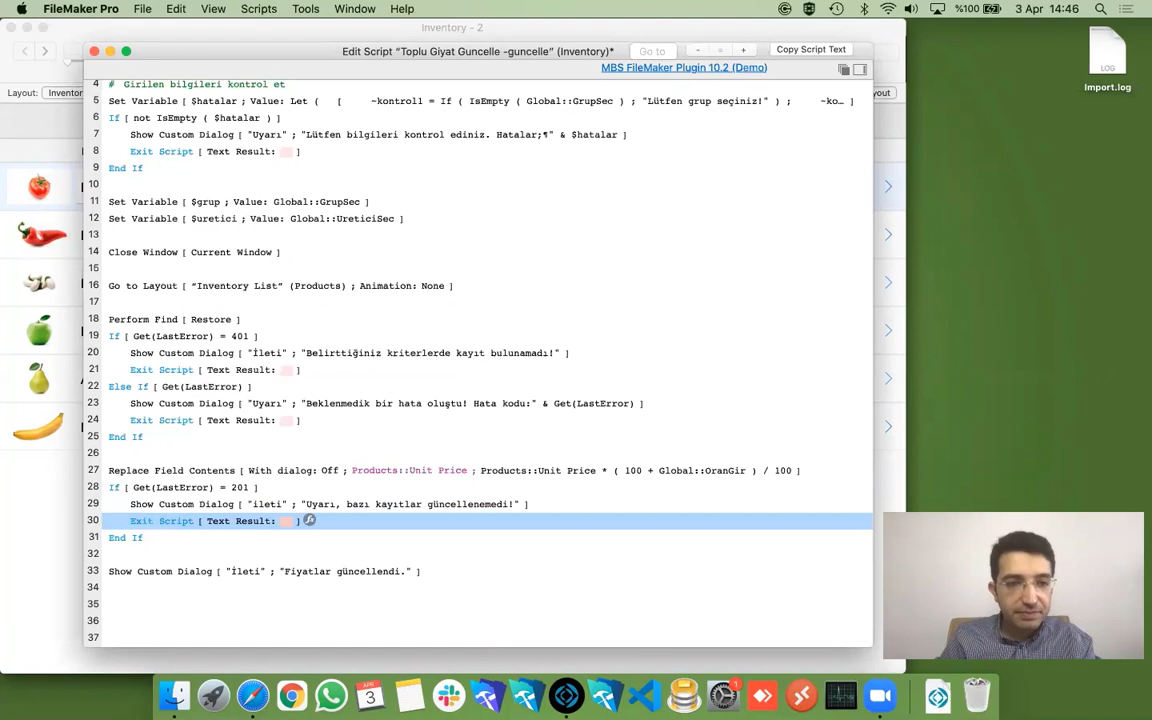 FileMaker Pro File Edit View Scripts Tools Window Help %100 3 Apr 14:46
Inventory - 2
Edit Script “Toplu Giyat Guncelle -guncelle” (Inventory)* Go to - = + Copy Script Text
MBS FileMaker Plugin 10.2 (Demo)
Layout: Inventor
yout
LOG
Import.log
4 # Girilen bilgileri kontrol et
5 Set Variable [ $hatalar ; Value: Let ( [ ~kontrol1 = If ( IsEmpty ( Global::GrupSec ) ; "Lütfen grup seçiniz!" ) ; ~ko… ]
6 If [ not IsEmpty ( $hatalar ) ]
7 Show Custom Dialog [ "Uyarı" ; "Lütfen bilgileri kontrol ediniz. Hatalar;¶" & $hatalar ]
8 Exit Script [ Text Result: ]
9 End If
10
11 Set Variable [ $grup ; Value: Global::GrupSec ]
12 Set Variable [ $uretici ; Value: Global::UreticiSec ]
13
14 Close Window [ Current Window ]
15
16 Go to Layout [ “Inventory List” (Products) ; Animation: None ]
17
18 Perform Find [ Restore ]
19 If [ Get(LastError) = 401 ]
20 Show Custom Dialog [ "İleti" ; "Belirttiğiniz kriterlerde kayıt bulunamadı!" ]
21 Exit Script [ Text Result: ]
22 Else If [ Get(LastError) ]
23 Show Custom Dialog [ "Uyarı" ; "Beklenmedik bir hata oluştu! Hata kodu:" & Get(LastError) ]
24 Exit Script [ Text Result: ]
25 End If
26
27 Replace Field Contents [ With dialog: Off ; Products::Unit Price ; Products::Unit Price * ( 100 + Global::OranGir ) / 100 ]
28 If [ Get(LastError) = 201 ]
29 Show Custom Dialog [ "ileti" ; "Uyarı, bazı kayıtlar güncellenemedi!" ]
30 Exit Script [ Text Result: ] fx
31 End If
32
33 Show Custom Dialog [ "İleti" ; "Fiyatlar güncellendi." ]
34
35
36
37
3
1